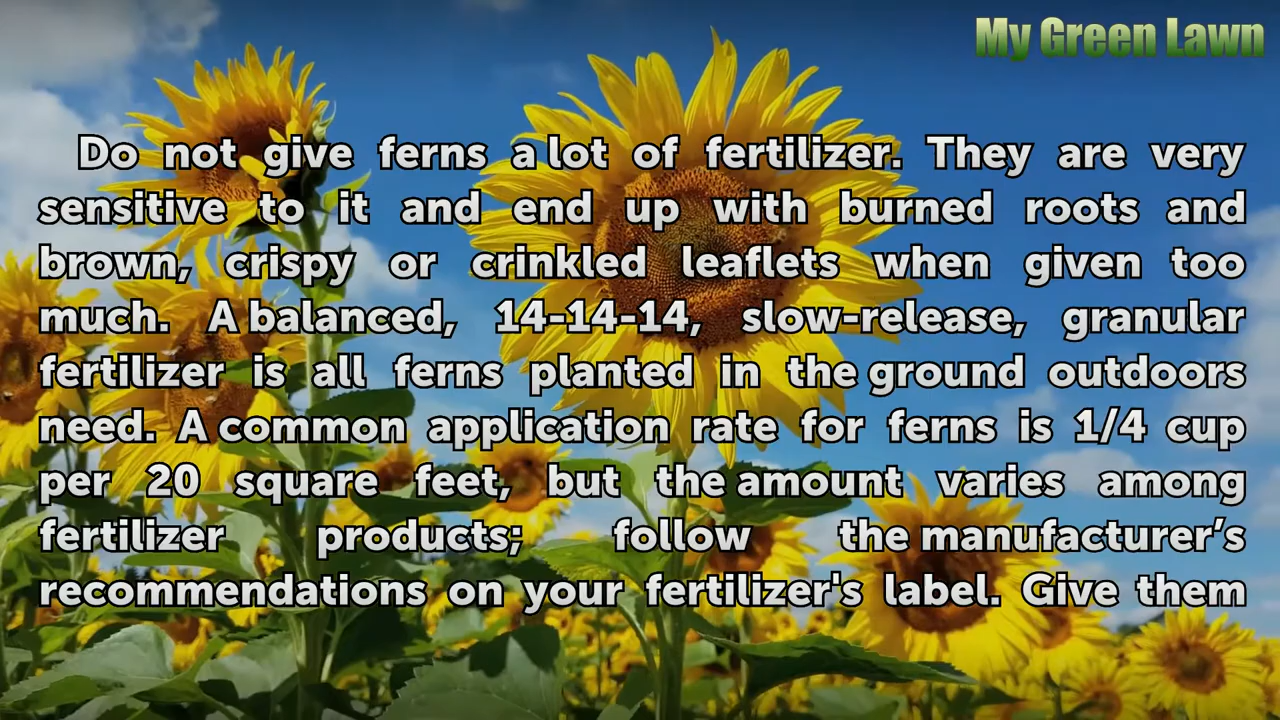 My Green Lawn
Do not give ferns a lot of fertilizer. They are very
sensitive to it and end up with burned roots and
brown, crispy or crinkled leaflets when given too
much. A balanced, 14-14-14, slow-release, granular
fertilizer is all ferns planted in the ground outdoors
need. A common application rate for ferns is 1/4 cup
per 20 square feet, but the amount varies among
fertilizer products; follow the manufacturer’s
recommendations on your fertilizer's label. Give them